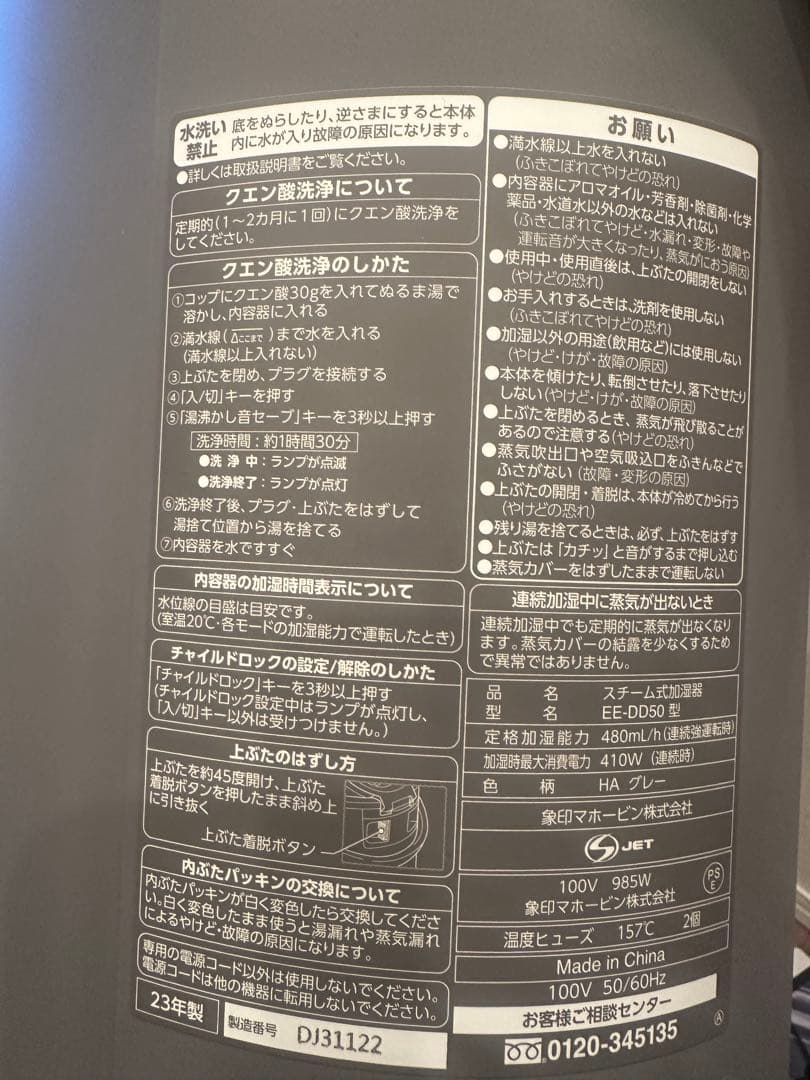 水洗い
禁止
底をぬらしたり、逆さまにすると本体
内に水が入り故障の原因になります。
●詳しくは取扱説明書をご覧ください。
クエン酸洗浄について
定期的(1〜2カ月に1回)にクエン酸洗浄を
してください。
クエン酸洗浄のしかた
①コップにクエン酸30gを入れてぬるま湯で
溶かし、内容器に入れる
②満水線(△ここまで)まで水を入れる
(満水線以上入れない)
③上ぶたを閉め、プラグを接続する
④「入/切」キーを押す
⑤「湯沸かし音セーブ」キーを3秒以上押す
洗浄時間:約1時間30分
●洗浄中:ランプが点滅
●洗浄終了:ランプが点灯
⑥洗浄終了後、プラグ・上ぶたをはずして
湯捨て位置から湯を捨てる
⑦内容器を水ですすぐ
内容器の加湿時間表示について
水位線の目盛は目安です。
(室温20℃・各モードの加湿能力で運転したとき)
チャイルドロックの設定/解除のしかた
「チャイルドロック」キーを3秒以上押す
(チャイルドロック設定中はランプが点灯し、
「入/切」キー以外は受けつけません。)
上ぶたのはずし方
上ぶたを約45度開け、上ぶた
着脱ボタンを押したまま斜め上
に引き抜く
上ぶた着脱ボタン
内ぶたパッキンの交換について
内ぶたパッキンが白く変色したら交換してくださ
い。白く変色したまま使うと湯漏れや蒸気漏れ
によるやけど・故障の原因になります。
専用の電源コード以外は使用しないでください。
電源コードは他の機器に転用しないでください。
23年製
製造番号 DJ31122
お願い
●満水線以上水を入れない
(ふきこぼれてやけどの恐れ)
●内容器にアロマオイル・芳香剤・除菌剤・化学
薬品・水道水以外の水などは入れない
(ふきこぼれてやけど・水漏れ・変形・故障や
運転音が大きくなったり、蒸気がにおう原因)
●使用中・使用直後は、上ぶたの開閉をしない
(やけどの恐れ)
●お手入れするときは、洗剤を使用しない
(ふきこぼれてやけどの恐れ)
●加湿以外の用途(飲用など)には使用しない
(やけど・けが・故障の原因)
●本体を傾けたり、転倒させたり、落下させたり
しない(やけど・けが・故障の原因)
●上ぶたを閉めるとき、蒸気が飛び散ることが
あるので注意する(やけどの恐れ)
●蒸気吹出口や空気吸込口をふきんなどで
ふさがない(故障・変形の原因)
●上ぶたの開閉・着脱は、本体が冷めてから行う
(やけどの恐れ)
●残り湯を捨てるときは、必ず、上ぶたをはずす
●上ぶたは「カチッ」と音がするまで押し込む
●蒸気カバーをはずしたままで運転しない
連続加湿中に蒸気が出ないとき
連続加湿中でも定期的に蒸気が出なくなり
ます。蒸気カバーの結露を少なくするため
で異常ではありません。
品名 スチーム式加湿器
型名 EE-DD50 型
定格加湿能力 480mL/h(連続強運転時)
加湿時最大消費電力 410W(連続時)
色柄 HA グレー
象印マホービン株式会社
S JET
100V 985W
象印マホービン株式会社
PS
E
温度ヒューズ 157℃ 2個
Made in China
100V 50/60Hz
お客様ご相談センター
Ⓐ
0120-345135